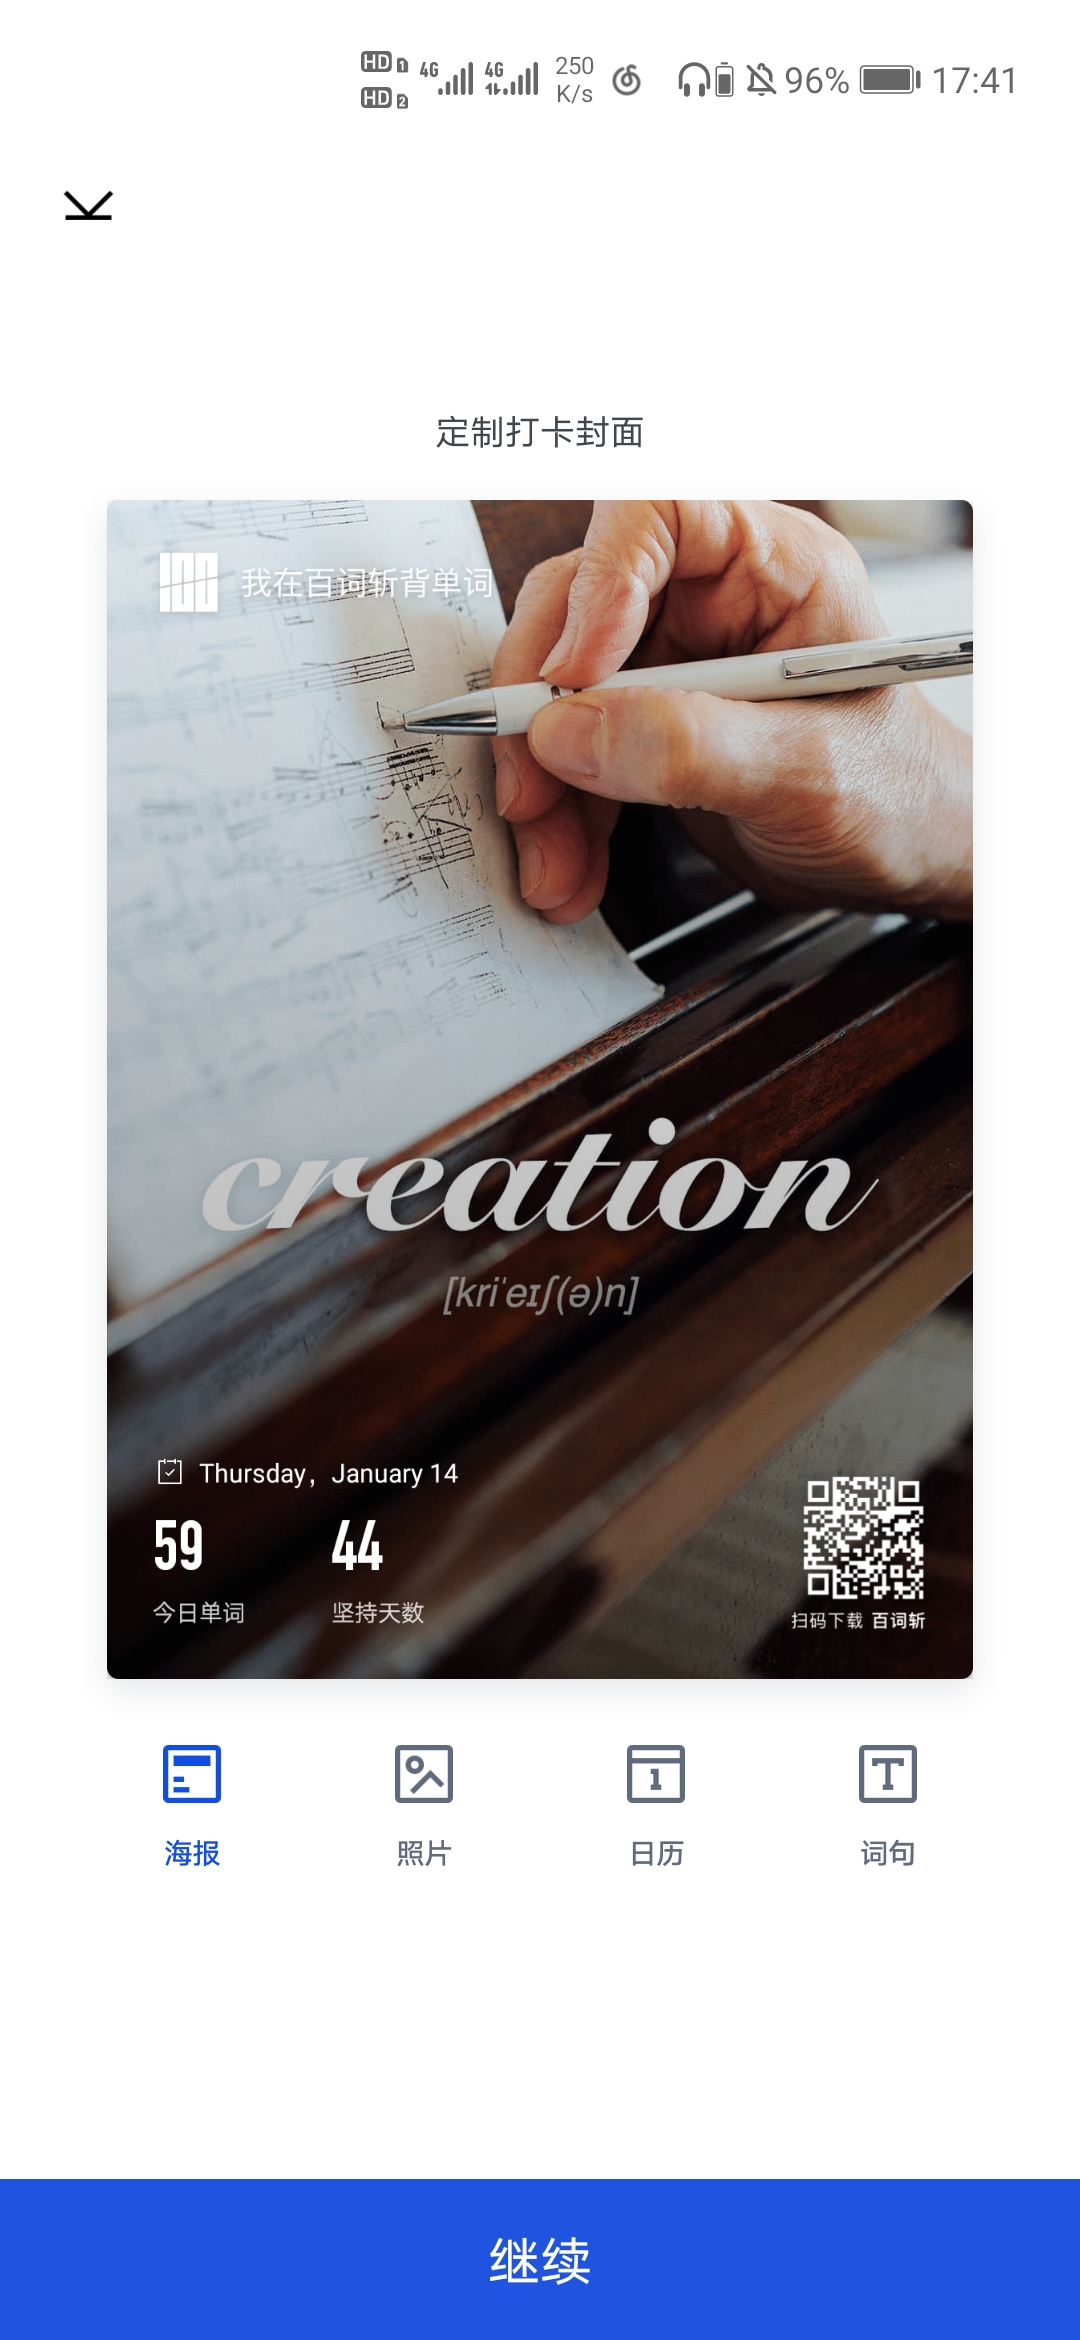 HD 1 4G 4G 250 96% 17:41
HD 2 K/s
定制打卡封面
我在百词斩背单词
creation
[kriˈeɪʃ(ə)n]
Thursday，January 14
59 44
今日单词 坚持天数
扫码下载 百词斩
海报 照片 日历 词句
继续